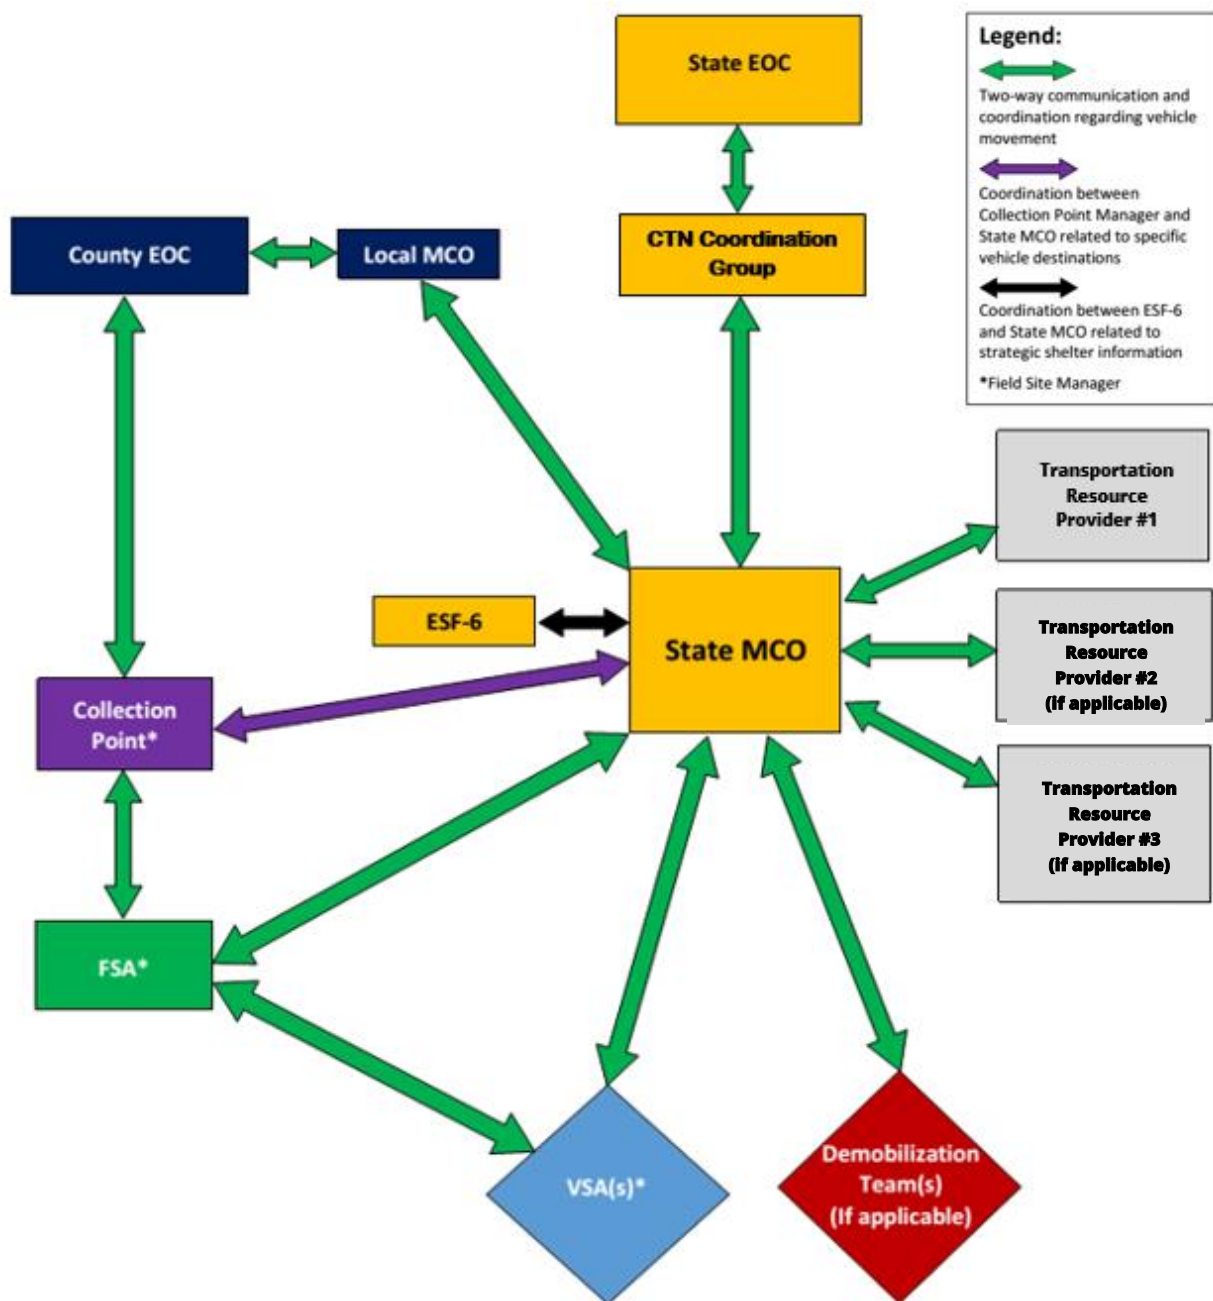 State EOC
Legend:
Two-way communication and
coordination regarding vehicle
movement
Coordination between
Collection Point Manager and
State MCO related to specific
vehicle destinations
Coordination between ESF-6
and State MCO related to
strategic shelter information
*Field Site Manager
County EOC
Local MCO
CTN Coordination
Group
Transportation
Resource
Provider #1
ESF-6
State MCO
Transportation
Resource
Provider #2
(if applicable)
Collection
Point*
Transportation
Resource
Provider #3
(if applicable)
FSA*
VSA(s)*
Demobilization
Team(s)
(If applicable)